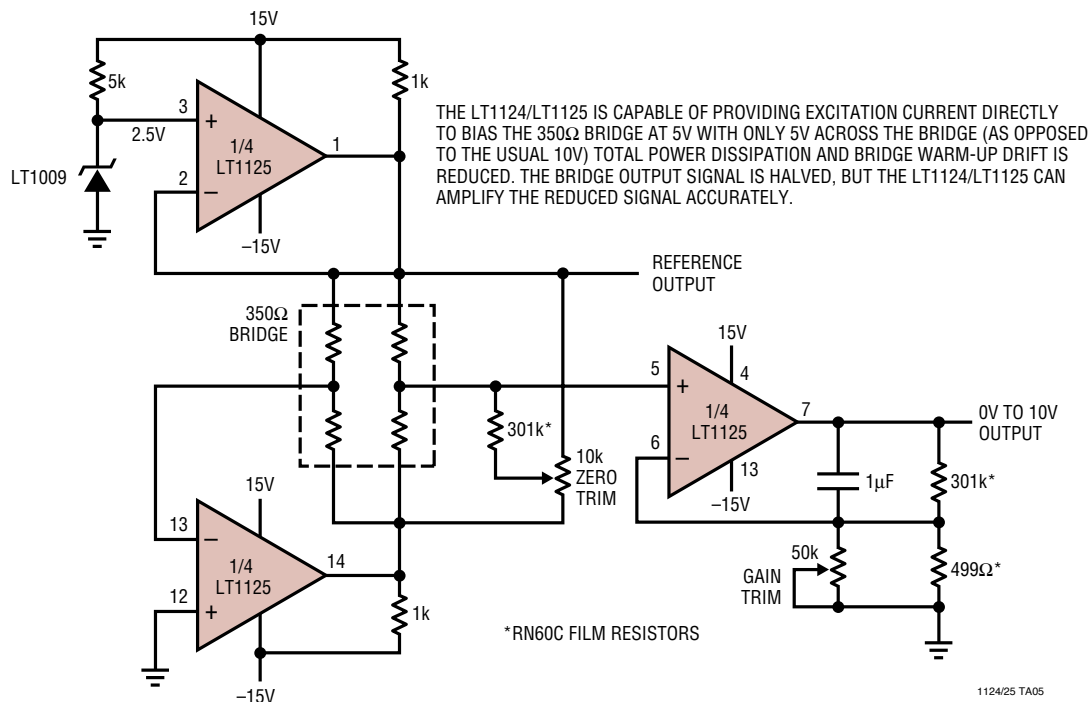 15V
5k
1k
3
+
2.5V
1/4
LT1125
1
LT1009
2
–
–15V
THE LT1124/LT1125 IS CAPABLE OF PROVIDING EXCITATION CURRENT DIRECTLY
TO BIAS THE 350Ω BRIDGE AT 5V WITH ONLY 5V ACROSS THE BRIDGE (AS OPPOSED
TO THE USUAL 10V) TOTAL POWER DISSIPATION AND BRIDGE WARM-UP DRIFT IS
REDUCED. THE BRIDGE OUTPUT SIGNAL IS HALVED, BUT THE LT1124/LT1125 CAN
AMPLIFY THE REDUCED SIGNAL ACCURATELY.
REFERENCE
OUTPUT
350Ω
BRIDGE
301k*
10k
ZERO
TRIM
15V
4
5
+
1/4
LT1125
7
6
–
13
–15V
0V TO 10V
OUTPUT
1μF
301k*
50k
GAIN
TRIM
499Ω*
15V
13
–
1/4
LT1125
14
12
+
1k
–15V
*RN60C FILM RESISTORS
1124/25 TA05